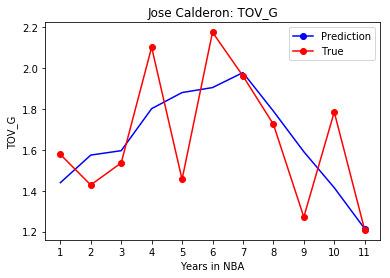 Jose Calderon: TOV_G
Prediction
True
TOV_G
2.2
2.0
1.8
1.6
1.4
1.2
1 2 3 4 5 6 7 8 9 10 11
Years in NBA